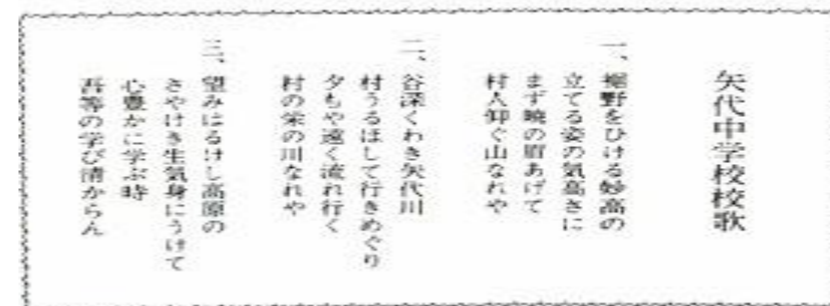 矢代中学校校歌
一、裾野をひける妙高の
立てる姿の気高さに
まず暁の眉あげて
村人仰ぐ山なれや
二、谷深くわき矢代川
村うるほして行きめぐり
夕もや遠く流れ行く
村の栄の川なれや
三、望みはるけし高原の
さやけき生気身にうけて
心豊かに学ぶ時
吾等の学び清からん